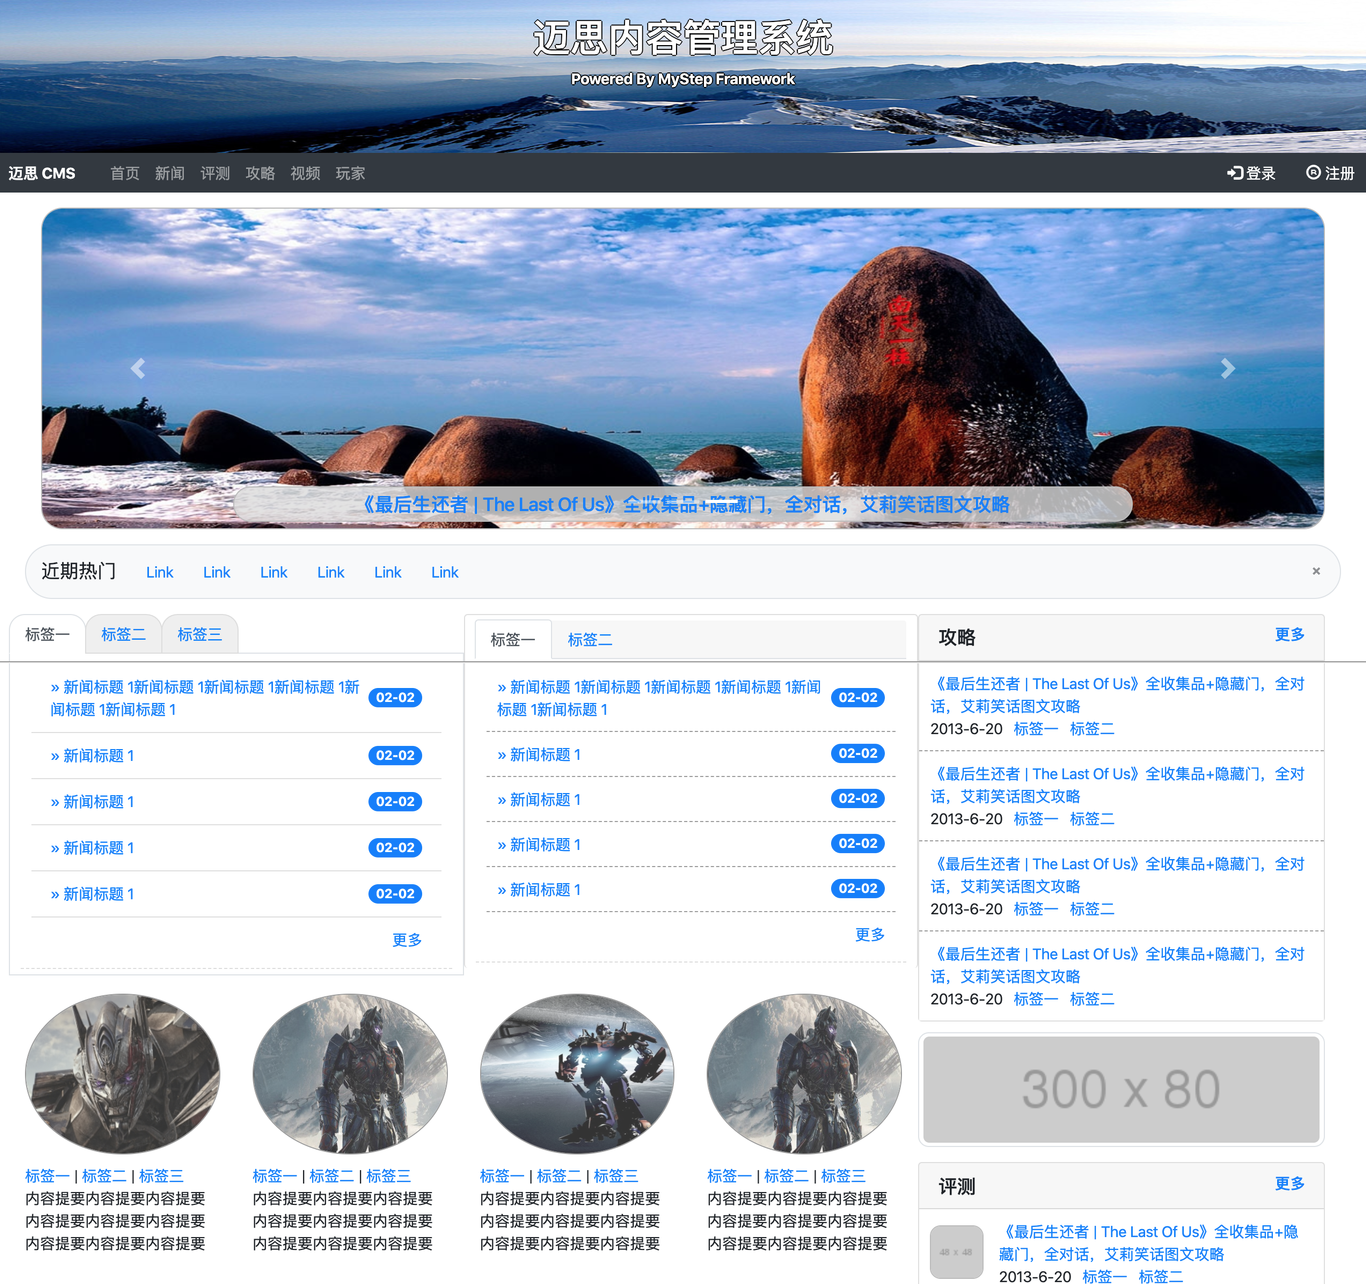 迈思内容管理系统
Powered By MyStep Framework
迈思 CMS 首页 新闻 评测 攻略 视频 玩家 登录 注册
南天一柱
《最后生还者 | The Last Of Us》全收集品+隐藏门，全对话，艾莉笑话图文攻略
近期热门 Link Link Link Link Link Link ×
标签一 标签二 标签三
» 新闻标题 1新闻标题 1新闻标题 1新闻标题 1新
闻标题 1新闻标题 1
02-02
» 新闻标题 1 02-02
» 新闻标题 1 02-02
» 新闻标题 1 02-02
» 新闻标题 1 02-02
更多
标签一 标签二
» 新闻标题 1新闻标题 1新闻标题 1新闻标题 1新闻
标题 1新闻标题 1
02-02
» 新闻标题 1 02-02
» 新闻标题 1 02-02
» 新闻标题 1 02-02
» 新闻标题 1 02-02
更多
攻略 更多
《最后生还者 | The Last Of Us》全收集品+隐藏门，全对
话，艾莉笑话图文攻略
2013-6-20 标签一 标签二
《最后生还者 | The Last Of Us》全收集品+隐藏门，全对
话，艾莉笑话图文攻略
2013-6-20 标签一 标签二
《最后生还者 | The Last Of Us》全收集品+隐藏门，全对
话，艾莉笑话图文攻略
2013-6-20 标签一 标签二
《最后生还者 | The Last Of Us》全收集品+隐藏门，全对
话，艾莉笑话图文攻略
2013-6-20 标签一 标签二
300 x 80
标签一 | 标签二 | 标签三
内容提要内容提要内容提要
内容提要内容提要内容提要
内容提要内容提要内容提要
标签一 | 标签二 | 标签三
内容提要内容提要内容提要
内容提要内容提要内容提要
内容提要内容提要内容提要
标签一 | 标签二 | 标签三
内容提要内容提要内容提要
内容提要内容提要内容提要
内容提要内容提要内容提要
标签一 | 标签二 | 标签三
内容提要内容提要内容提要
内容提要内容提要内容提要
内容提要内容提要内容提要
评测 更多
48 x 48
《最后生还者 | The Last Of Us》全收集品+隐
藏门，全对话，艾莉笑话图文攻略
2013-6-20 标签一 标签二